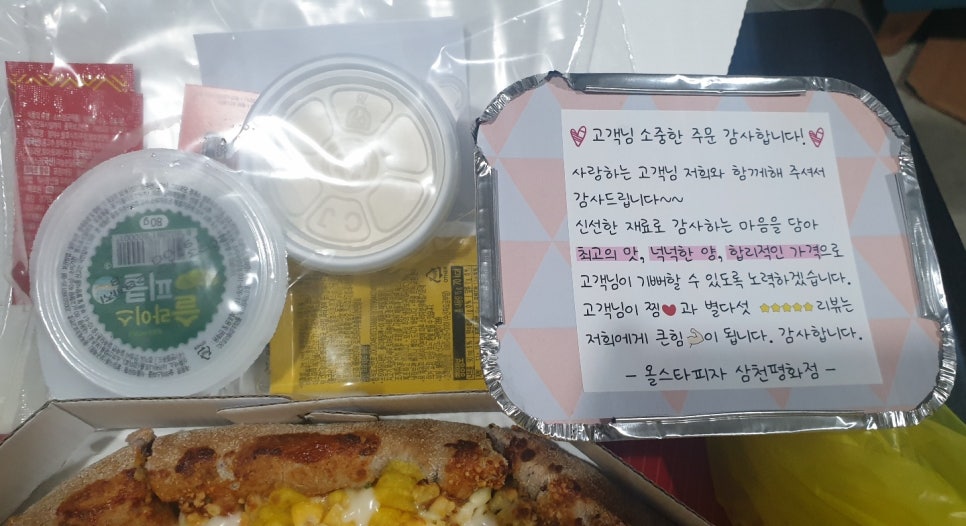 고객님 소중한 주문 감사합니다!
사랑하는 고객님 저희와 함께해 주셔서
감사드립니다~~
신선한 재료로 감사하는 마음을 담아
최고의 맛, 넉넉한 양, 합리적인 가격으로
고객님이 기뻐할 수 있도록 노력하겠습니다.
고객님이 찜❤과 별다섯 ⭐⭐⭐⭐⭐ 리뷰는
저희에게 큰힘💪이 됩니다. 감사합니다.
- 올스타피자 삼천평화점 -
80g
슬라이스
피클